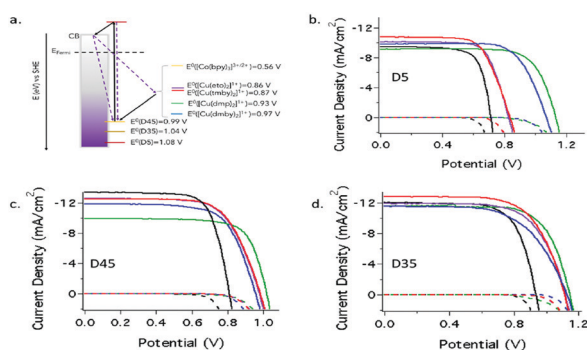 a.
CB
E Fermi
E (eV) vs SHE
E⁰([Co(bpy)₃]³⁺/²⁺)=0.56 V
E⁰([Cu(eto)₂]¹⁺)=0.86 V
E⁰([Cu(tmby)₂]¹⁺)=0.87 V
E⁰([Cu(dmp)₂]¹⁺)=0.93 V
E⁰([Cu(dmby)₂]¹⁺)=0.97 V
E⁰(D45)=0.99 V
E⁰(D35)=1.04 V
E⁰(D5)=1.08 V
b.
Current Density (mA/cm²)
-12
-8
-4
0
D5
0.0
0.4
0.8
1.2
Potential (V)
c.
Current Density (mA/cm²)
-12
-8
-4
0
D45
0.0
0.2
0.4
0.6
0.8
1.0
Potential (V)
d.
Current Density (mA/cm²)
-12
-8
-4
0
D35
0.0
0.4
0.8
1.2
1.6
Potential (V)